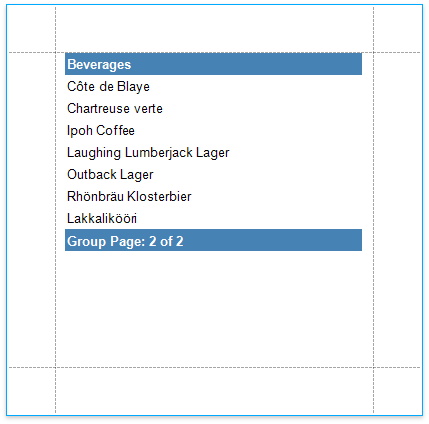 Beverages
Côte de Blaye
Chartreuse verte
Ipoh Coffee
Laughing Lumberjack Lager
Outback Lager
Rhönbräu Klosterbier
Lakkalikööri
Group Page: 2 of 2